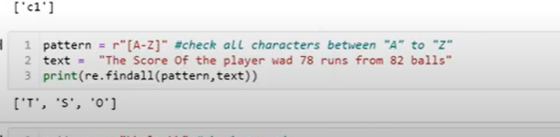 ['c1']
1 pattern = r"[A-Z]" #check all characters between "A" to "Z"
2 text = "The Score Of the player wad 78 runs from 82 balls"
3 print(re.findall(pattern,text))
['T', 'S', 'O']